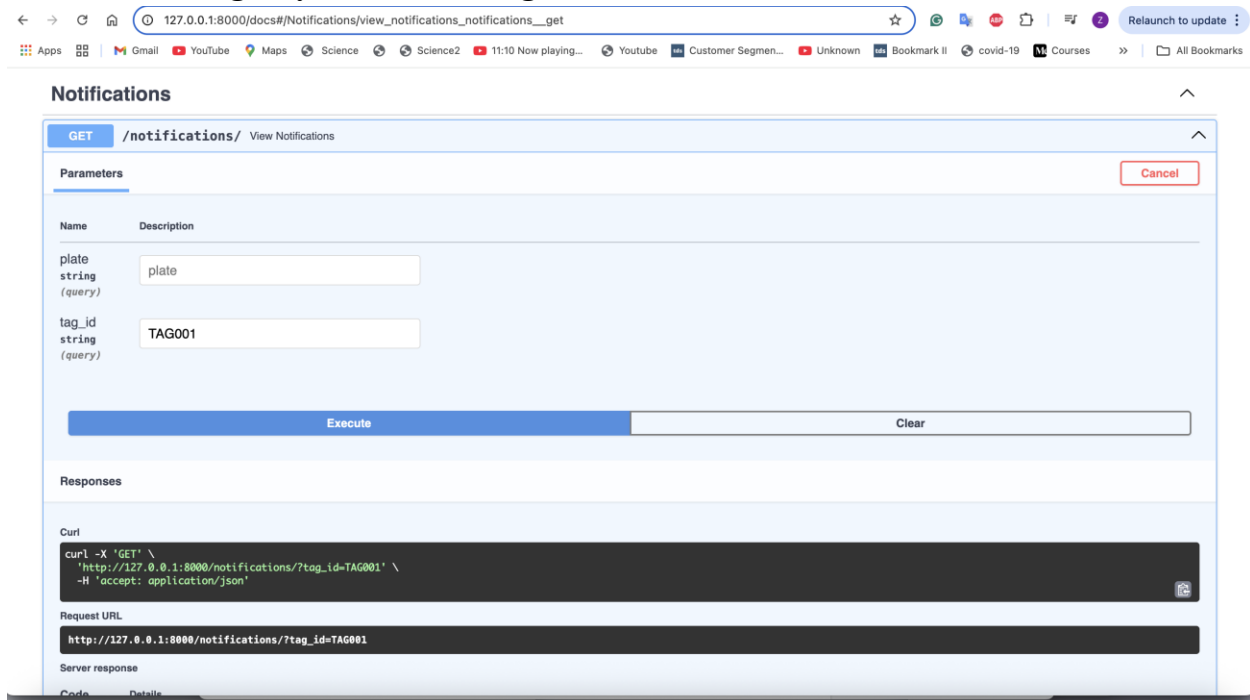 127.0.0.1:8000/docs#/Notifications/view_notifications_notifications__get
Relaunch to update
Apps Gmail YouTube Maps Science Science2 11:10 Now playing... Youtube Customer Segmen... Unknown Bookmark II covid-19 Courses >> All Bookmarks
Notifications
GET /notifications/ View Notifications
Parameters
Cancel
Name Description
plate
string
(query)
plate
tag_id
string
(query)
TAG001
Execute Clear
Responses
Curl
curl -X 'GET' \
'http://127.0.0.1:8000/notifications/?tag_id=TAG001' \
-H 'accept: application/json'
Request URL
http://127.0.0.1:8000/notifications/?tag_id=TAG001
Server response
Code Details